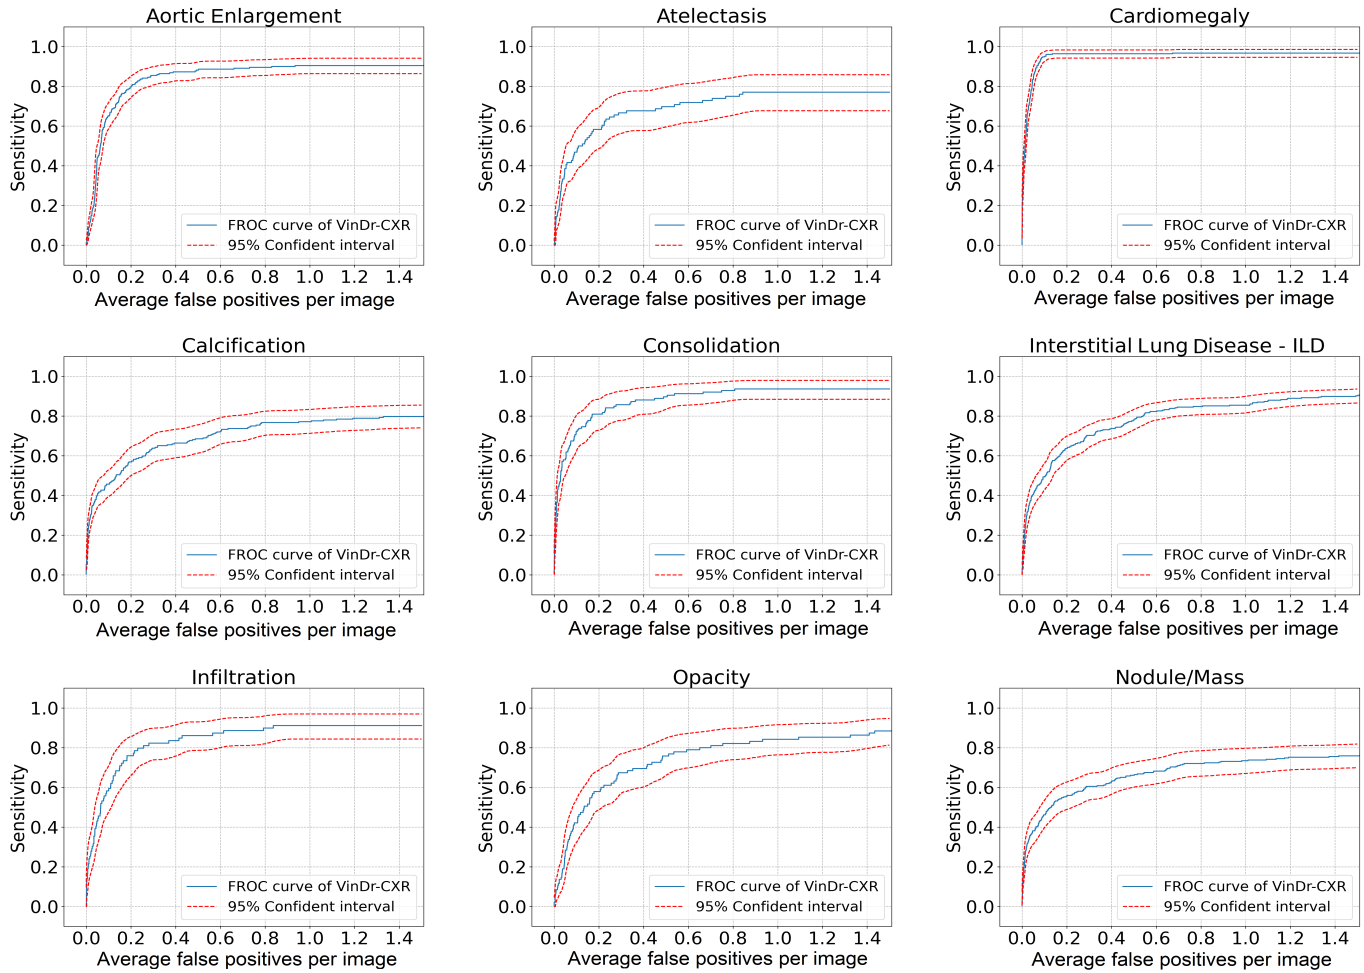 Aortic Enlargement
Sensitivity
1.0
0.8
0.6
0.4
0.2
0.0
FROC curve of VinDr-CXR
95% Confident interval
0.0 0.2 0.4 0.6 0.8 1.0 1.2 1.4
Average false positives per image
Atelectasis
Sensitivity
1.0
0.8
0.6
0.4
0.2
0.0
FROC curve of VinDr-CXR
95% Confident interval
0.0 0.2 0.4 0.6 0.8 1.0 1.2 1.4
Average false positives per image
Cardiomegaly
Sensitivity
1.0
0.8
0.6
0.4
0.2
0.0
FROC curve of VinDr-CXR
95% Confident interval
0.0 0.2 0.4 0.6 0.8 1.0 1.2 1.4
Average false positives per image
Calcification
Sensitivity
1.0
0.8
0.6
0.4
0.2
0.0
FROC curve of VinDr-CXR
95% Confident interval
0.0 0.2 0.4 0.6 0.8 1.0 1.2 1.4
Average false positives per image
Consolidation
Sensitivity
1.0
0.8
0.6
0.4
0.2
0.0
FROC curve of VinDr-CXR
95% Confident interval
0.0 0.2 0.4 0.6 0.8 1.0 1.2 1.4
Average false positives per image
Interstitial Lung Disease - ILD
Sensitivity
1.0
0.8
0.6
0.4
0.2
0.0
FROC curve of VinDr-CXR
95% Confident interval
0.0 0.2 0.4 0.6 0.8 1.0 1.2 1.4
Average false positives per image
Infiltration
Sensitivity
1.0
0.8
0.6
0.4
0.2
0.0
FROC curve of VinDr-CXR
95% Confident interval
0.0 0.2 0.4 0.6 0.8 1.0 1.2 1.4
Average false positives per image
Opacity
Sensitivity
1.0
0.8
0.6
0.4
0.2
0.0
FROC curve of VinDr-CXR
95% Confident interval
0.0 0.2 0.4 0.6 0.8 1.0 1.2 1.4
Average false positives per image
Nodule/Mass
Sensitivity
1.0
0.8
0.6
0.4
0.2
0.0
FROC curve of VinDr-CXR
95% Confident interval
0.0 0.2 0.4 0.6 0.8 1.0 1.2 1.4
Average false positives per image